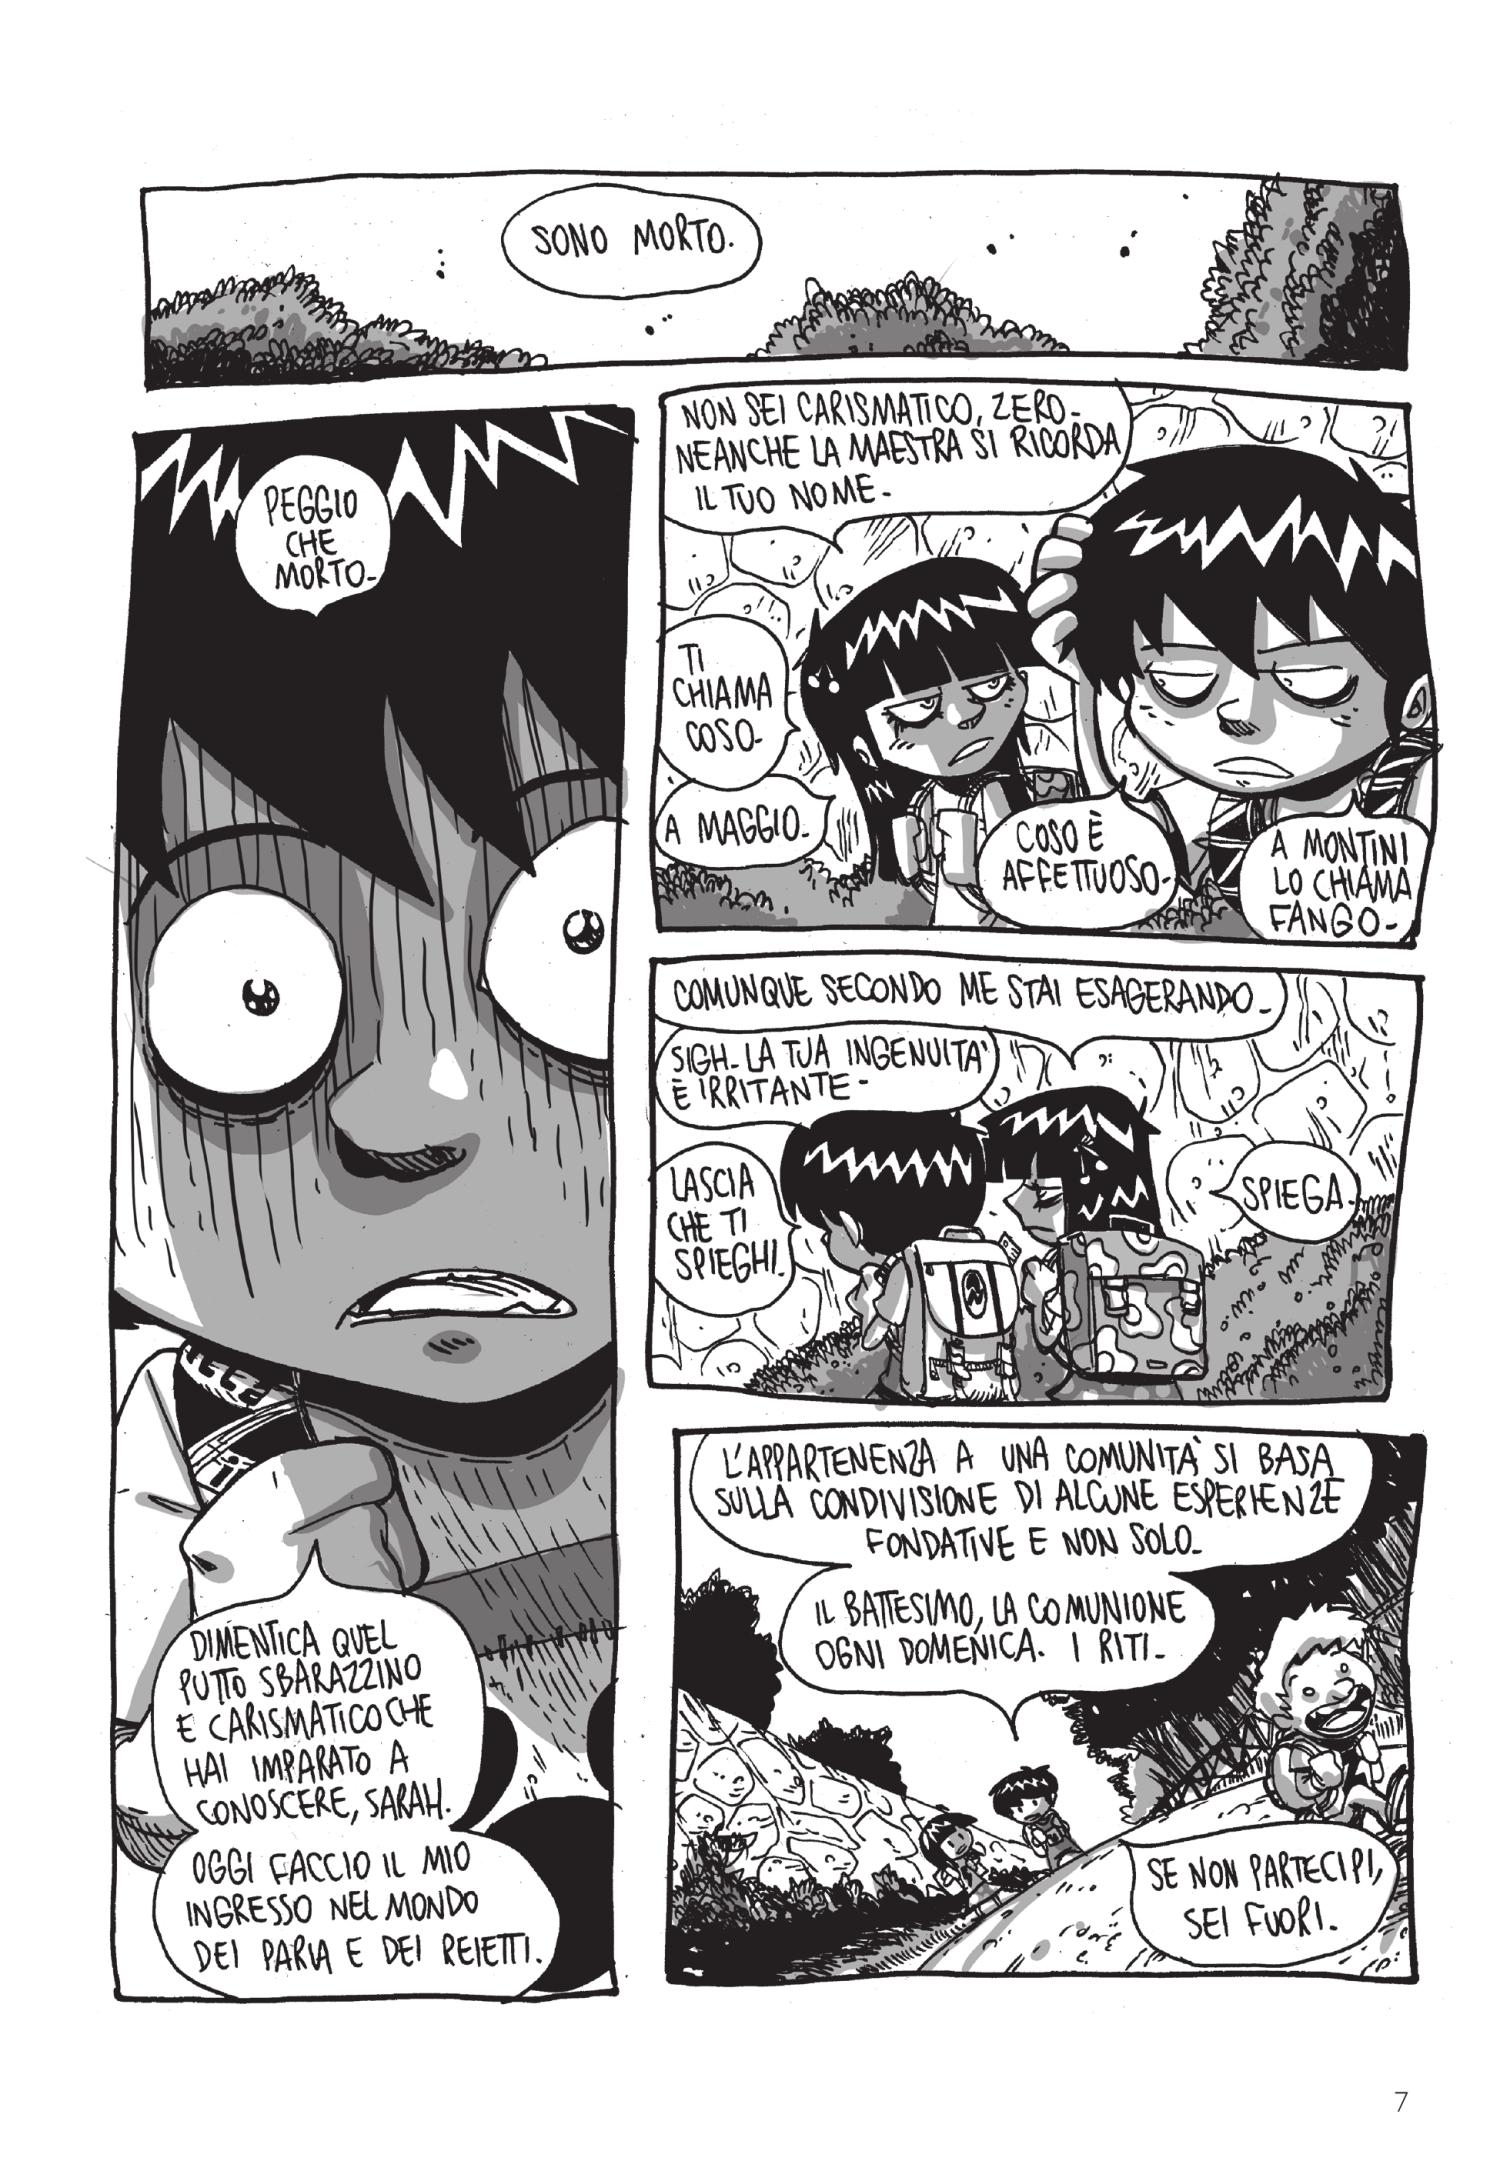 SONO MORTO.
PEGGIO
CHE
MORTO.
DIMENTICA QUEL
PUTTO SBARAZZINO
E CARISMATICO CHE
HAI IMPARATO A
CONOSCERE, SARAH.
OGGI FACCIO IL MIO
INGRESSO NEL MONDO
DEI PARIA E DEI REIETTI.
NON SEI CARISMATICO, ZERO.
NEANCHE LA MAESTRA SI RICORDA
IL TUO NOME.
TI
CHIAMA
COSO.
A MAGGIO.
COSO È
AFFETTUOSO.
A MONTINI
LO CHIAMA
FANGO.
COMUNQUE SECONDO ME STAI ESAGERANDO.
SIGH. LA TUA INGENUITA'
È IRRITANTE.
LASCIA
CHE TI
SPIEGHI.
SPIEGA.
L'APPARTENENZA A UNA COMUNITA' SI BASA
SULLA CONDIVISIONE DI ALCUNE ESPERIENZE
FONDATIVE E NON SOLO.
IL BATTESIMO, LA COMUNIONE
OGNI DOMENICA. I RITI.
SE NON PARTECIPI,
SEI FUORI.
7